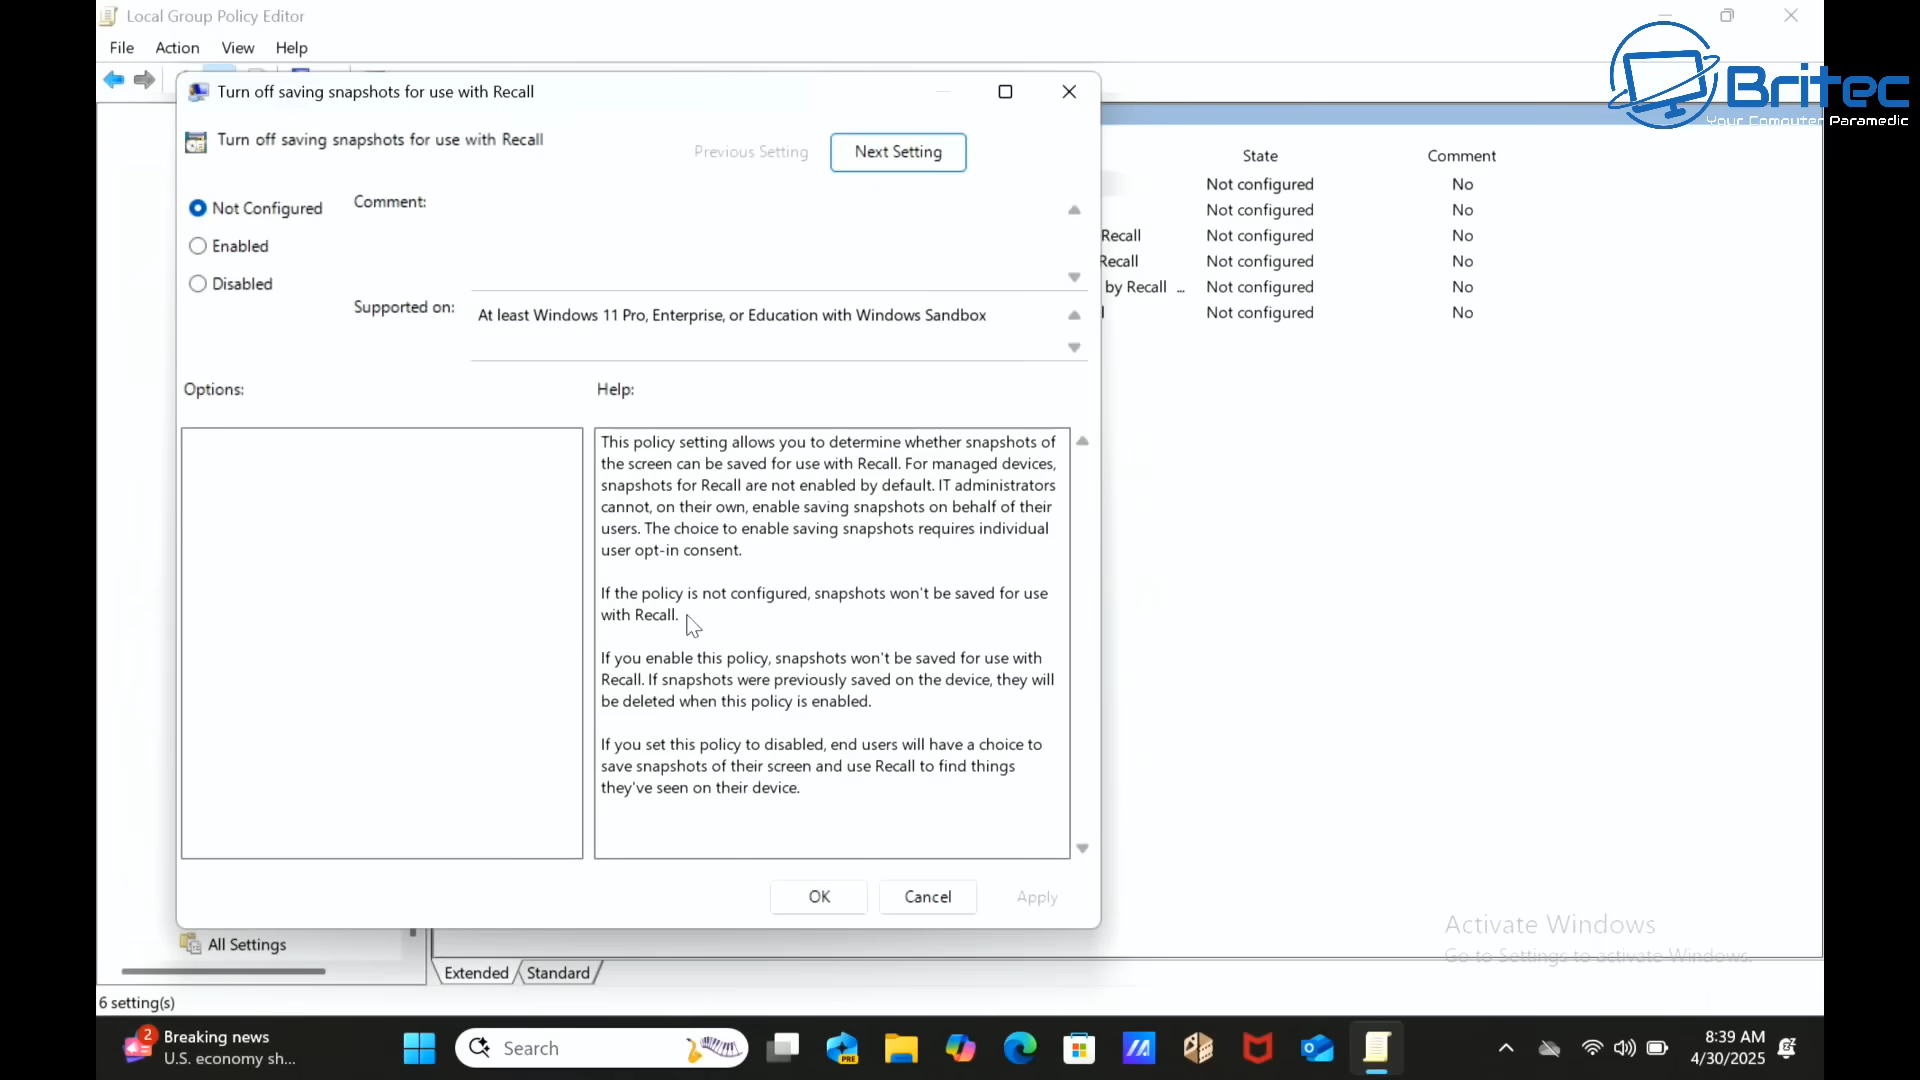 Local Group Policy Editor
File Action View Help
Britec
Your Computer Paramedic
Turn off saving snapshots for use with Recall
Turn off saving snapshots for use with Recall
Previous Setting Next Setting
Not Configured
Enabled
Disabled
Comment:
Supported on:
At least Windows 11 Pro, Enterprise, or Education with Windows Sandbox
Options:
Help:
This policy setting allows you to determine whether snapshots of
the screen can be saved for use with Recall. For managed devices,
snapshots for Recall are not enabled by default. IT administrators
cannot, on their own, enable saving snapshots on behalf of their
users. The choice to enable saving snapshots requires individual
user opt-in consent.
If the policy is not configured, snapshots won't be saved for use
with Recall.
If you enable this policy, snapshots won't be saved for use with
Recall. If snapshots were previously saved on the device, they will
be deleted when this policy is enabled.
If you set this policy to disabled, end users will have a choice to
save snapshots of their screen and use Recall to find things
they've seen on their device.
OK Cancel Apply
State Comment
Not configured No
Not configured No
Recall Not configured No
Recall Not configured No
by Recall ... Not configured No
Not configured No
All Settings
Extended Standard
6 setting(s)
Activate Windows
Go to Settings to activate Windows.
2
Breaking news
U.S. economy sh...
Search
PRE
8:39 AM
4/30/2025